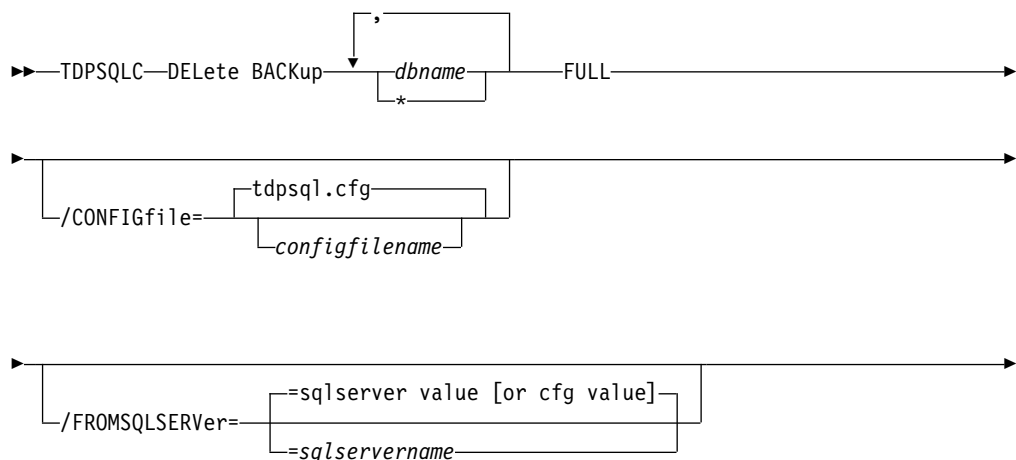 ,
TDPSQLC DELete BACKup dbname FULL
*
tdpsql.cfg
/CONFIGfile=
configfilename
=sqlserver value [or cfg value]
/FROMSQLSERVer=
=sqlservername